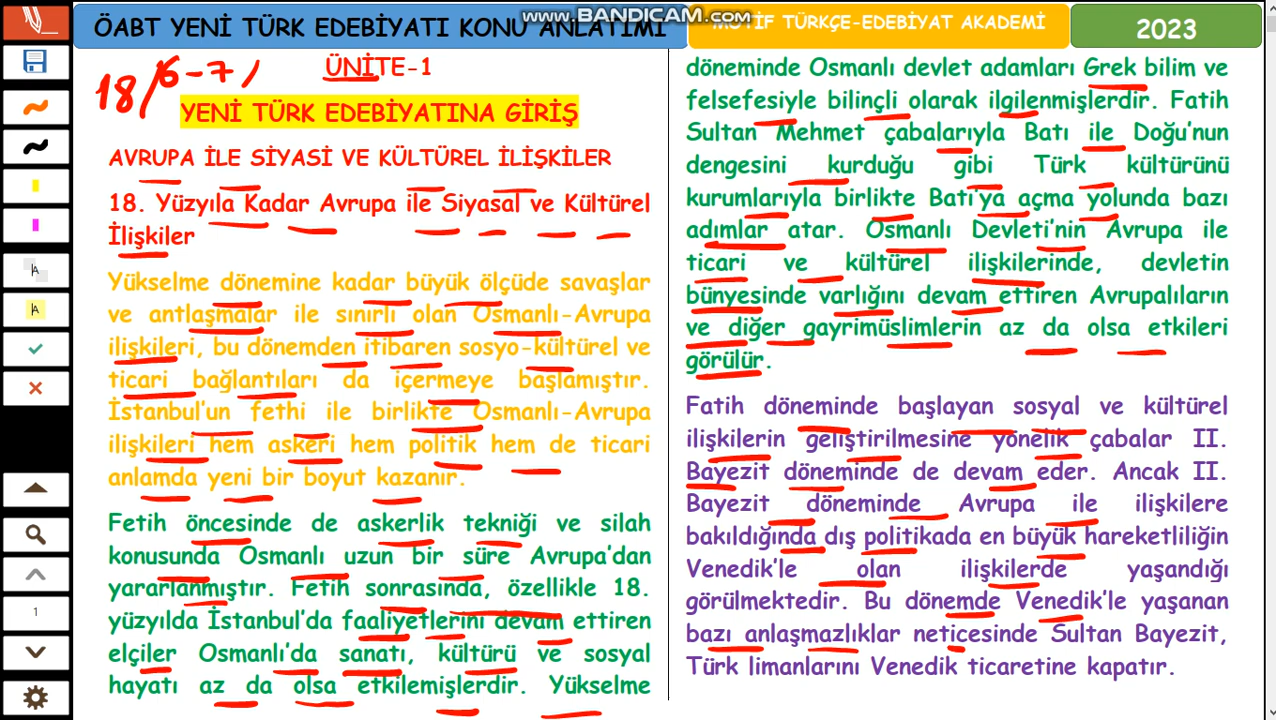 www.BANDICAM.com
ÖABT YENİ TÜRK EDEBİYATI KONU ANLATIMI
MOTİF TÜRKÇE-EDEBİYAT AKADEMİ
2023
18/6-7/
ÜNİTE-1
YENİ TÜRK EDEBİYATINA GİRİŞ
AVRUPA İLE SİYASİ VE KÜLTÜREL İLİŞKİLER
18. Yüzyıla Kadar Avrupa ile Siyasal ve Kültürel
İlişkiler
Yükselme dönemine kadar büyük ölçüde savaşlar
ve antlaşmalar ile sınırlı olan Osmanlı-Avrupa
ilişkileri, bu dönemden itibaren sosyo-kültürel ve
ticari bağlantıları da içermeye başlamıştır.
İstanbul’un fethi ile birlikte Osmanlı-Avrupa
ilişkileri hem askeri hem politik hem de ticari
anlamda yeni bir boyut kazanır.
Fetih öncesinde de askerlik tekniği ve silah
konusunda Osmanlı uzun bir süre Avrupa’dan
yararlanmıştır. Fetih sonrasında, özellikle 18.
yüzyılda İstanbul’da faaliyetlerini devam ettiren
elçiler Osmanlı’da sanatı, kültürü ve sosyal
hayatı az da olsa etkilemişlerdir. Yükselme
döneminde Osmanlı devlet adamları Grek bilim ve
felsefesiyle bilinçli olarak ilgilenmişlerdir. Fatih
Sultan Mehmet çabalarıyla Batı ile Doğu’nun
dengesini kurduğu gibi Türk kültürünü
kurumlarıyla birlikte Batı’ya açma yolunda bazı
adımlar atar. Osmanlı Devleti’nin Avrupa ile
ticari ve kültürel ilişkilerinde, devletin
bünyesinde varlığını devam ettiren Avrupalıların
ve diğer gayrimüslimlerin az da olsa etkileri
görülür.
Fatih döneminde başlayan sosyal ve kültürel
ilişkilerin geliştirilmesine yönelik çabalar II.
Bayezit döneminde de devam eder. Ancak II.
Bayezit döneminde Avrupa ile ilişkilere
bakıldığında dış politikada en büyük hareketliliğin
Venedik’le olan ilişkilerde yaşandığı
görülmektedir. Bu dönemde Venedik’le yaşanan
bazı anlaşmazlıklar neticesinde Sultan Bayezit,
Türk limanlarını Venedik ticaretine kapatır.
1